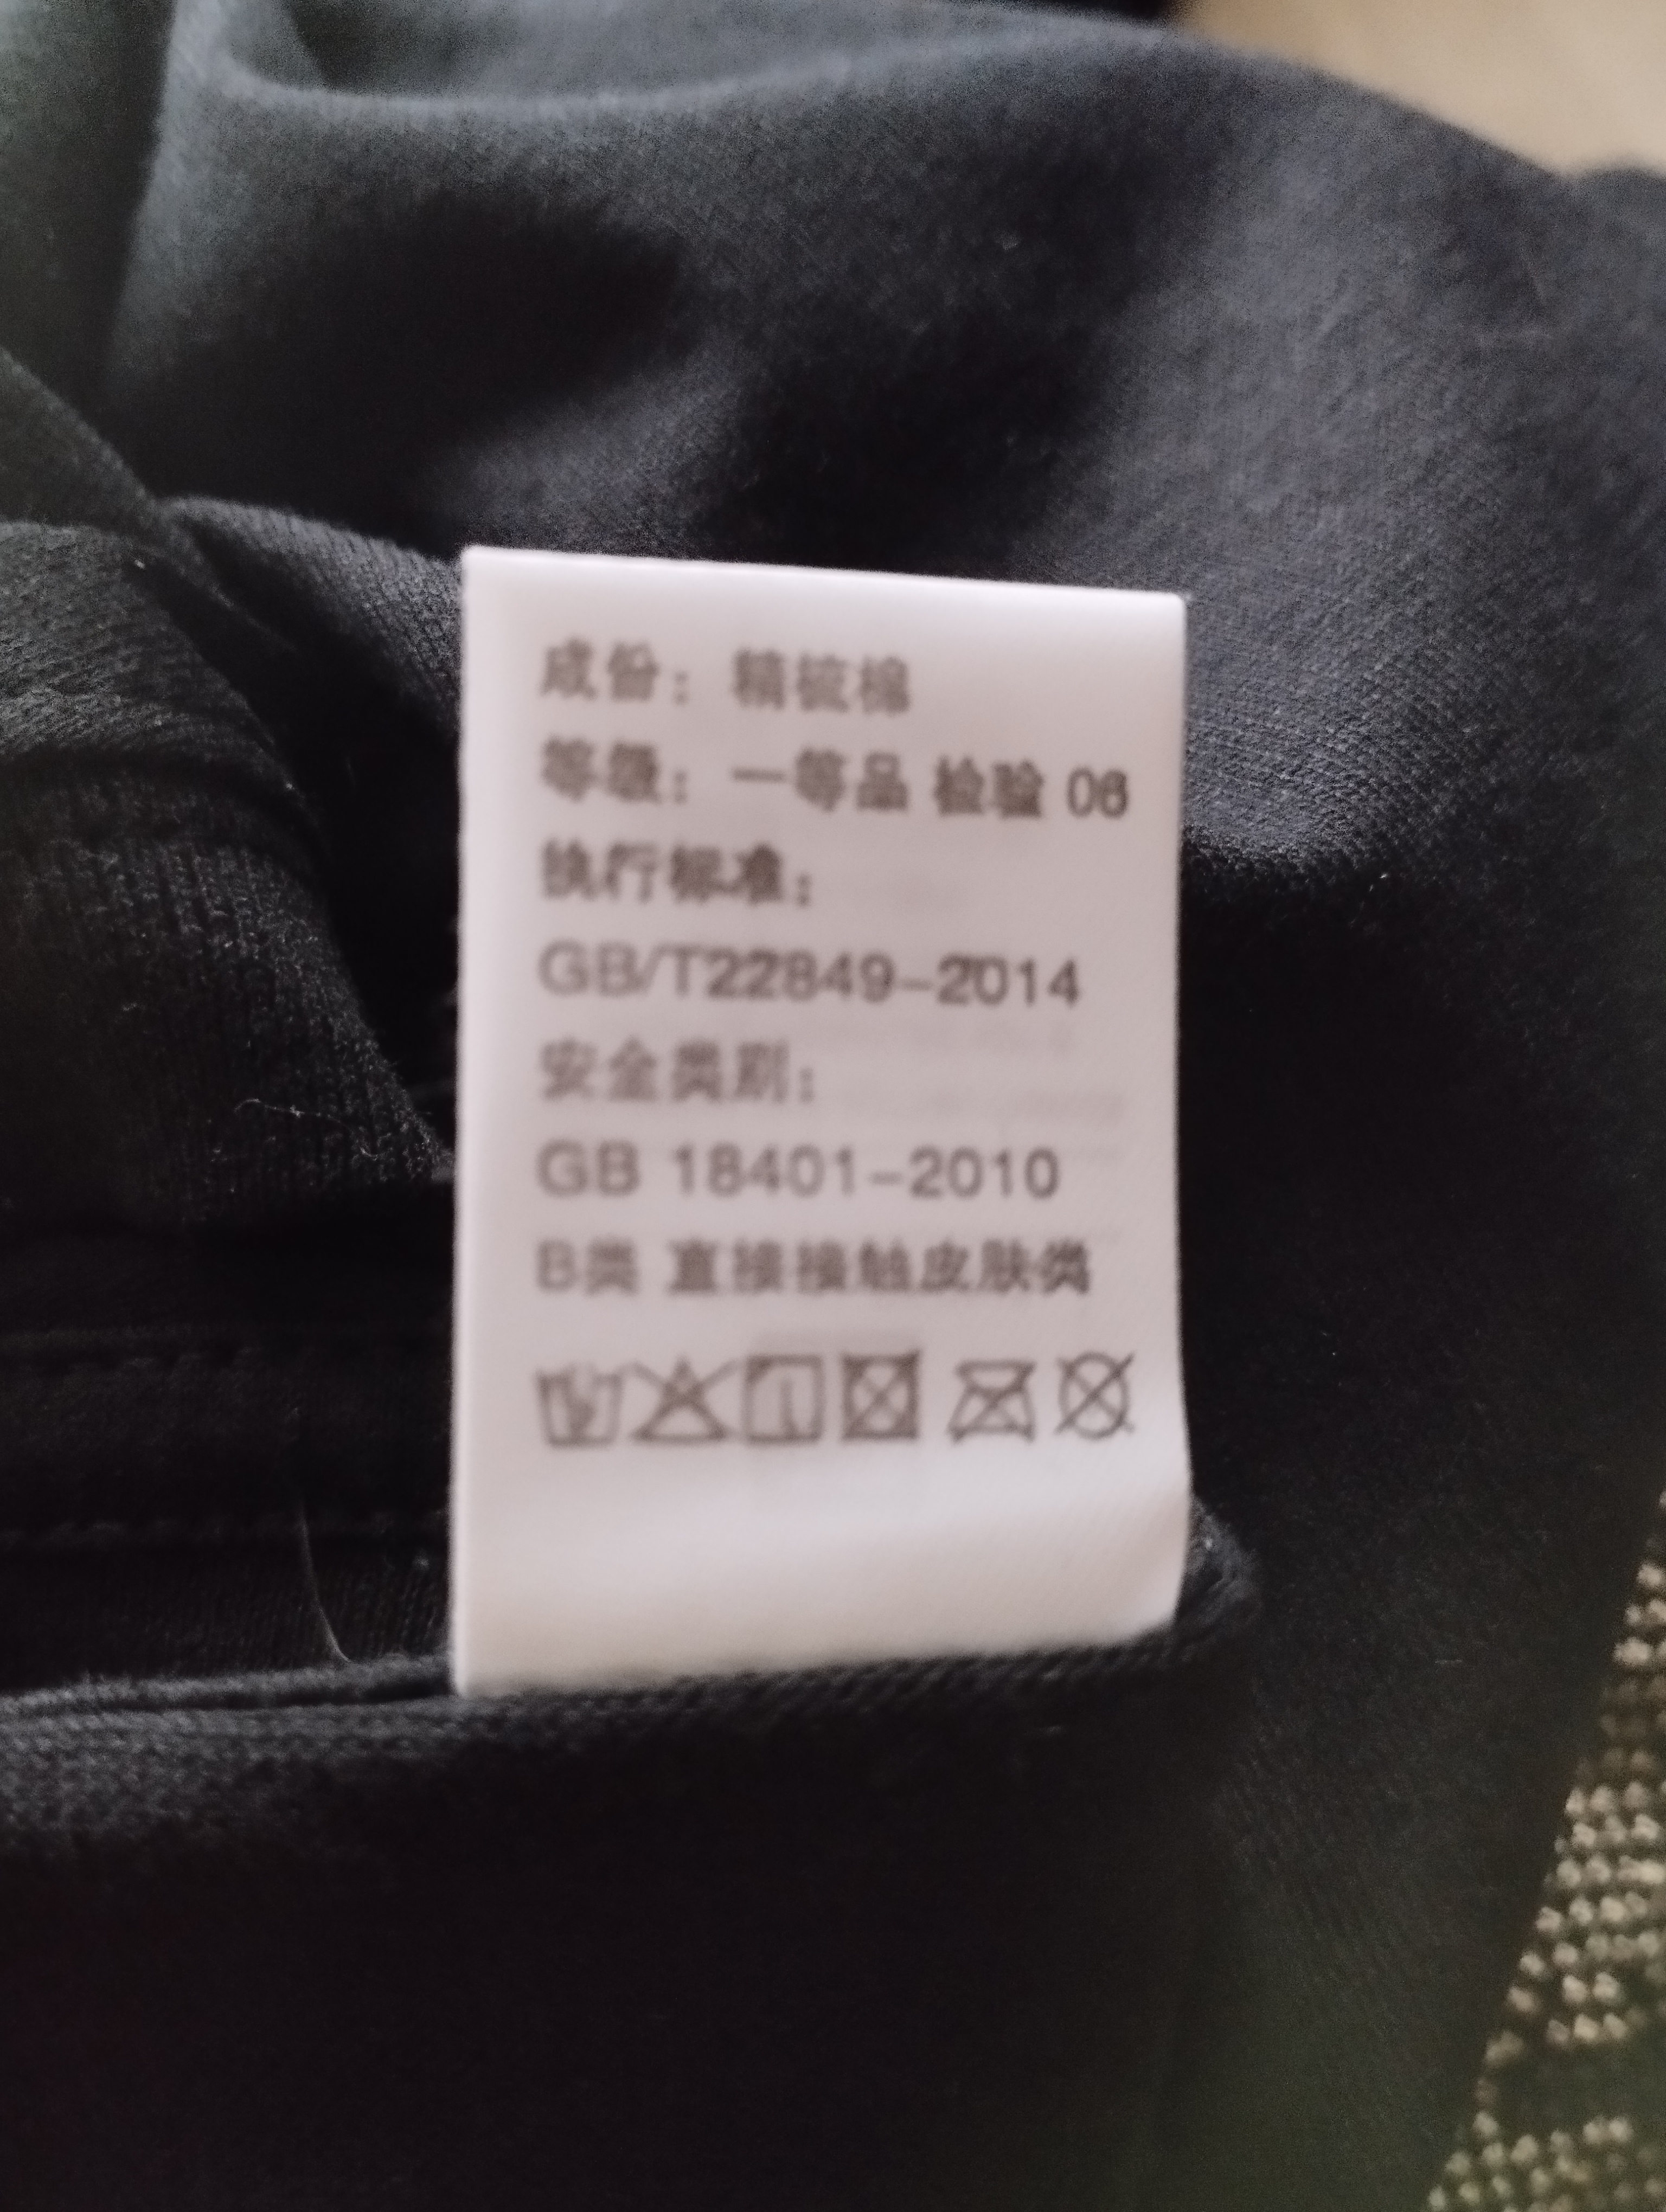 成份：精梳棉
等级：一等品 检验 06
执行标准：
GB/T22849-2014
安全类别：
GB 18401-2010
B类 直接接触皮肤类